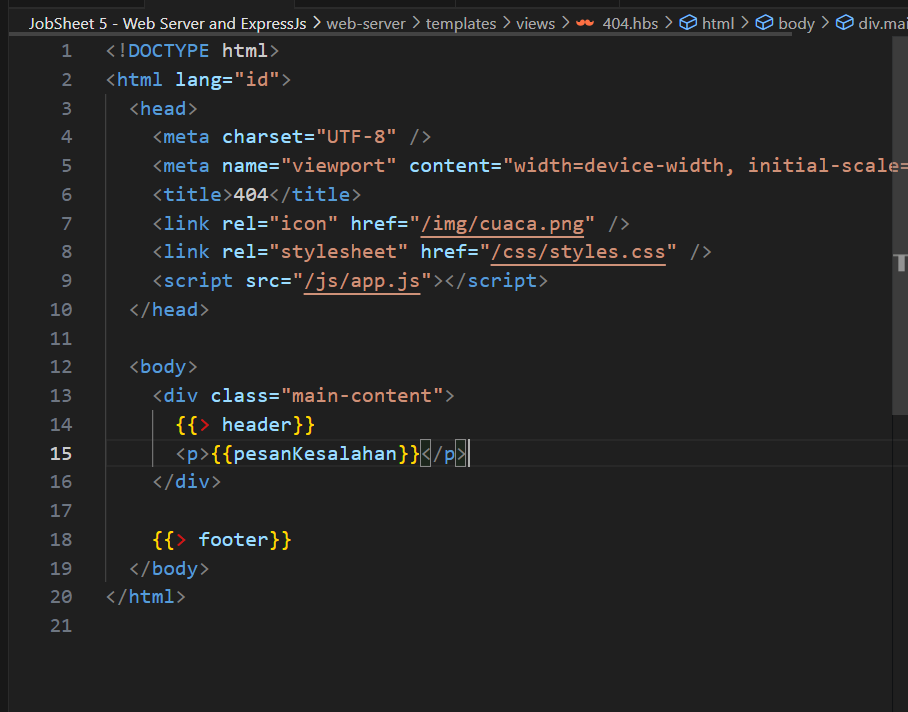 JobSheet 5 - Web Server and ExpressJs > web-server > templates > views > 404.hbs > html > body > div.mai
1 <!DOCTYPE html>
2 <html lang="id">
3 <head>
4 <meta charset="UTF-8" />
5 <meta name="viewport" content="width=device-width, initial-scale=
6 <title>404</title>
7 <link rel="icon" href="/img/cuaca.png" />
8 <link rel="stylesheet" href="/css/styles.css" />
9 <script src="/js/app.js"></script>
10 </head>
11
12 <body>
13 <div class="main-content">
14 {{> header}}
15 <p>{{pesanKesalahan}}</p>
16 </div>
17
18 {{> footer}}
19 </body>
20 </html>
21